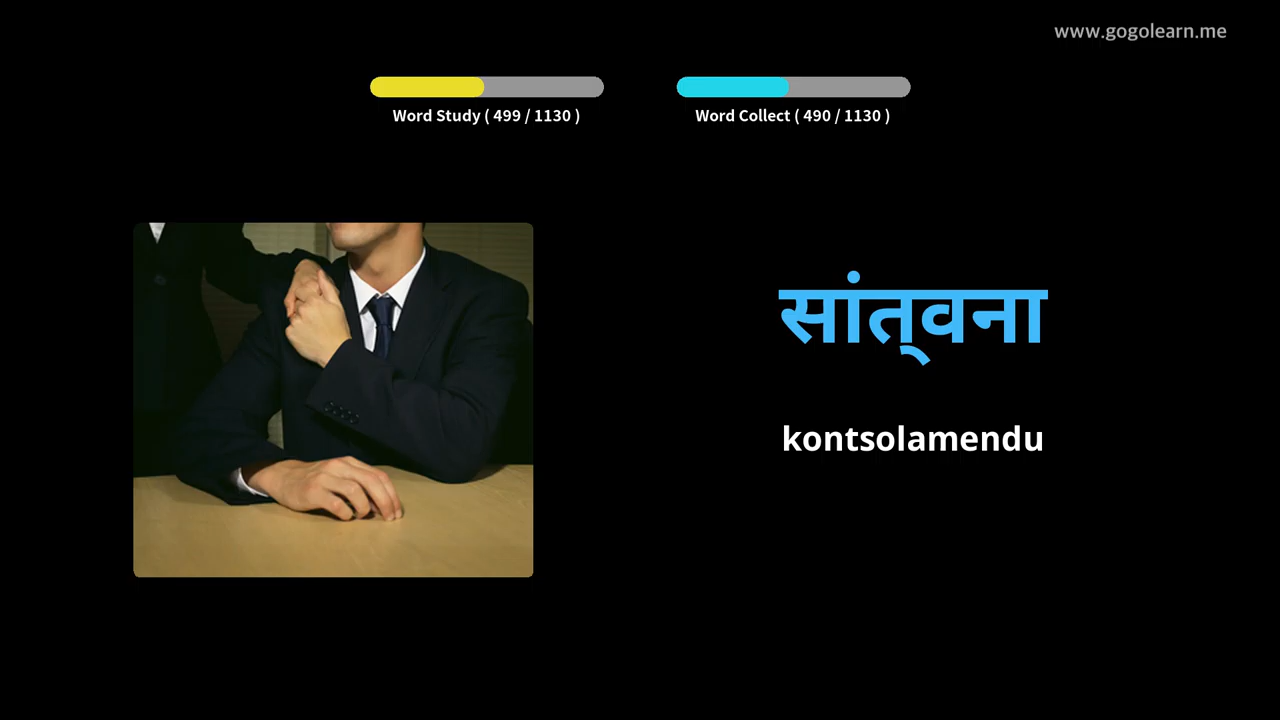 www.gogolearn.me
Word Study ( 499 / 1130 )
Word Collect ( 490 / 1130 )
सांत्वना
kontsolamendu